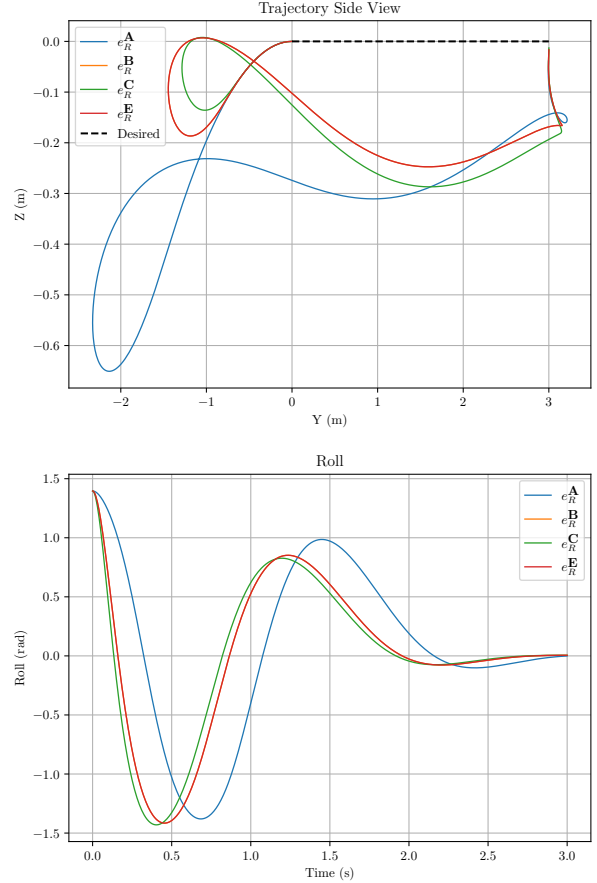 Trajectory Side View
0.0
−0.1
−0.2
−0.3
−0.4
−0.5
−0.6
Z (m)
e_R^A
e_R^B
e_R^C
e_R^E
Desired
−2
−1
0
1
2
3
Y (m)
Roll
1.5
1.0
0.5
0.0
−0.5
−1.0
−1.5
Roll (rad)
e_R^A
e_R^B
e_R^C
e_R^E
0.0
0.5
1.0
1.5
2.0
2.5
3.0
Time (s)